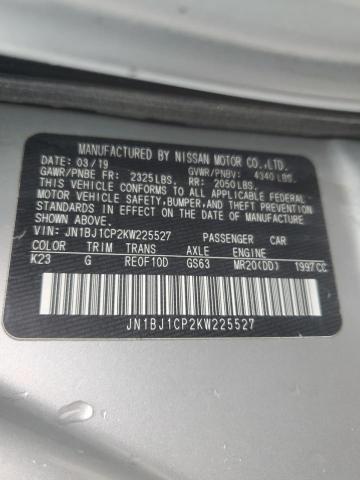 MANUFACTURED BY NISSAN MOTOR CO.,LTD.
DATE: 03/19 GVWR/PNBV: 4340 LBS.
GAWR/PNBE FR: 2325LBS. RR: 2050LBS.
THIS VEHICLE CONFORMS TO ALL APPLICABLE FEDERAL
MOTOR VEHICLE SAFETY,BUMPER,AND THEFT PREVENTION
STANDARDS IN EFFECT ON THE DATE OF MANUFACTURE
SHOWN ABOVE.
VIN: JN1BJ1CP2KW225527 PASSENGER CAR
COLOR TRIM TRANS AXLE ENGINE
K23 G RE0F10D GS63 MR20(DD) 1997CC
JN1BJ1CP2KW225527